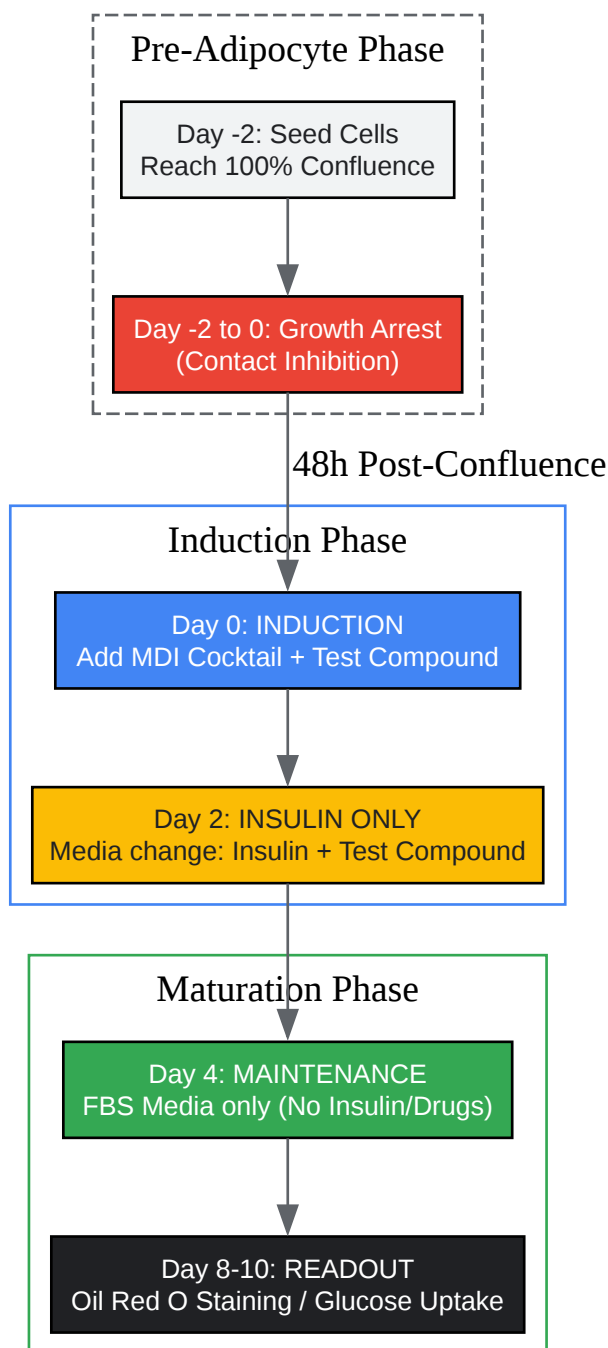 Pre-Adipocyte Phase
Day -2: Seed Cells
Reach 100% Confluence
Day -2 to 0: Growth Arrest
(Contact Inhibition)
48h Post-Confluence
Induction Phase
Day 0: INDUCTION
Add MDI Cocktail + Test Compound
Day 2: INSULIN ONLY
Media change: Insulin + Test Compound
Maturation Phase
Day 4: MAINTENANCE
FBS Media only (No Insulin/Drugs)
Day 8-10: READOUT
Oil Red O Staining / Glucose Uptake